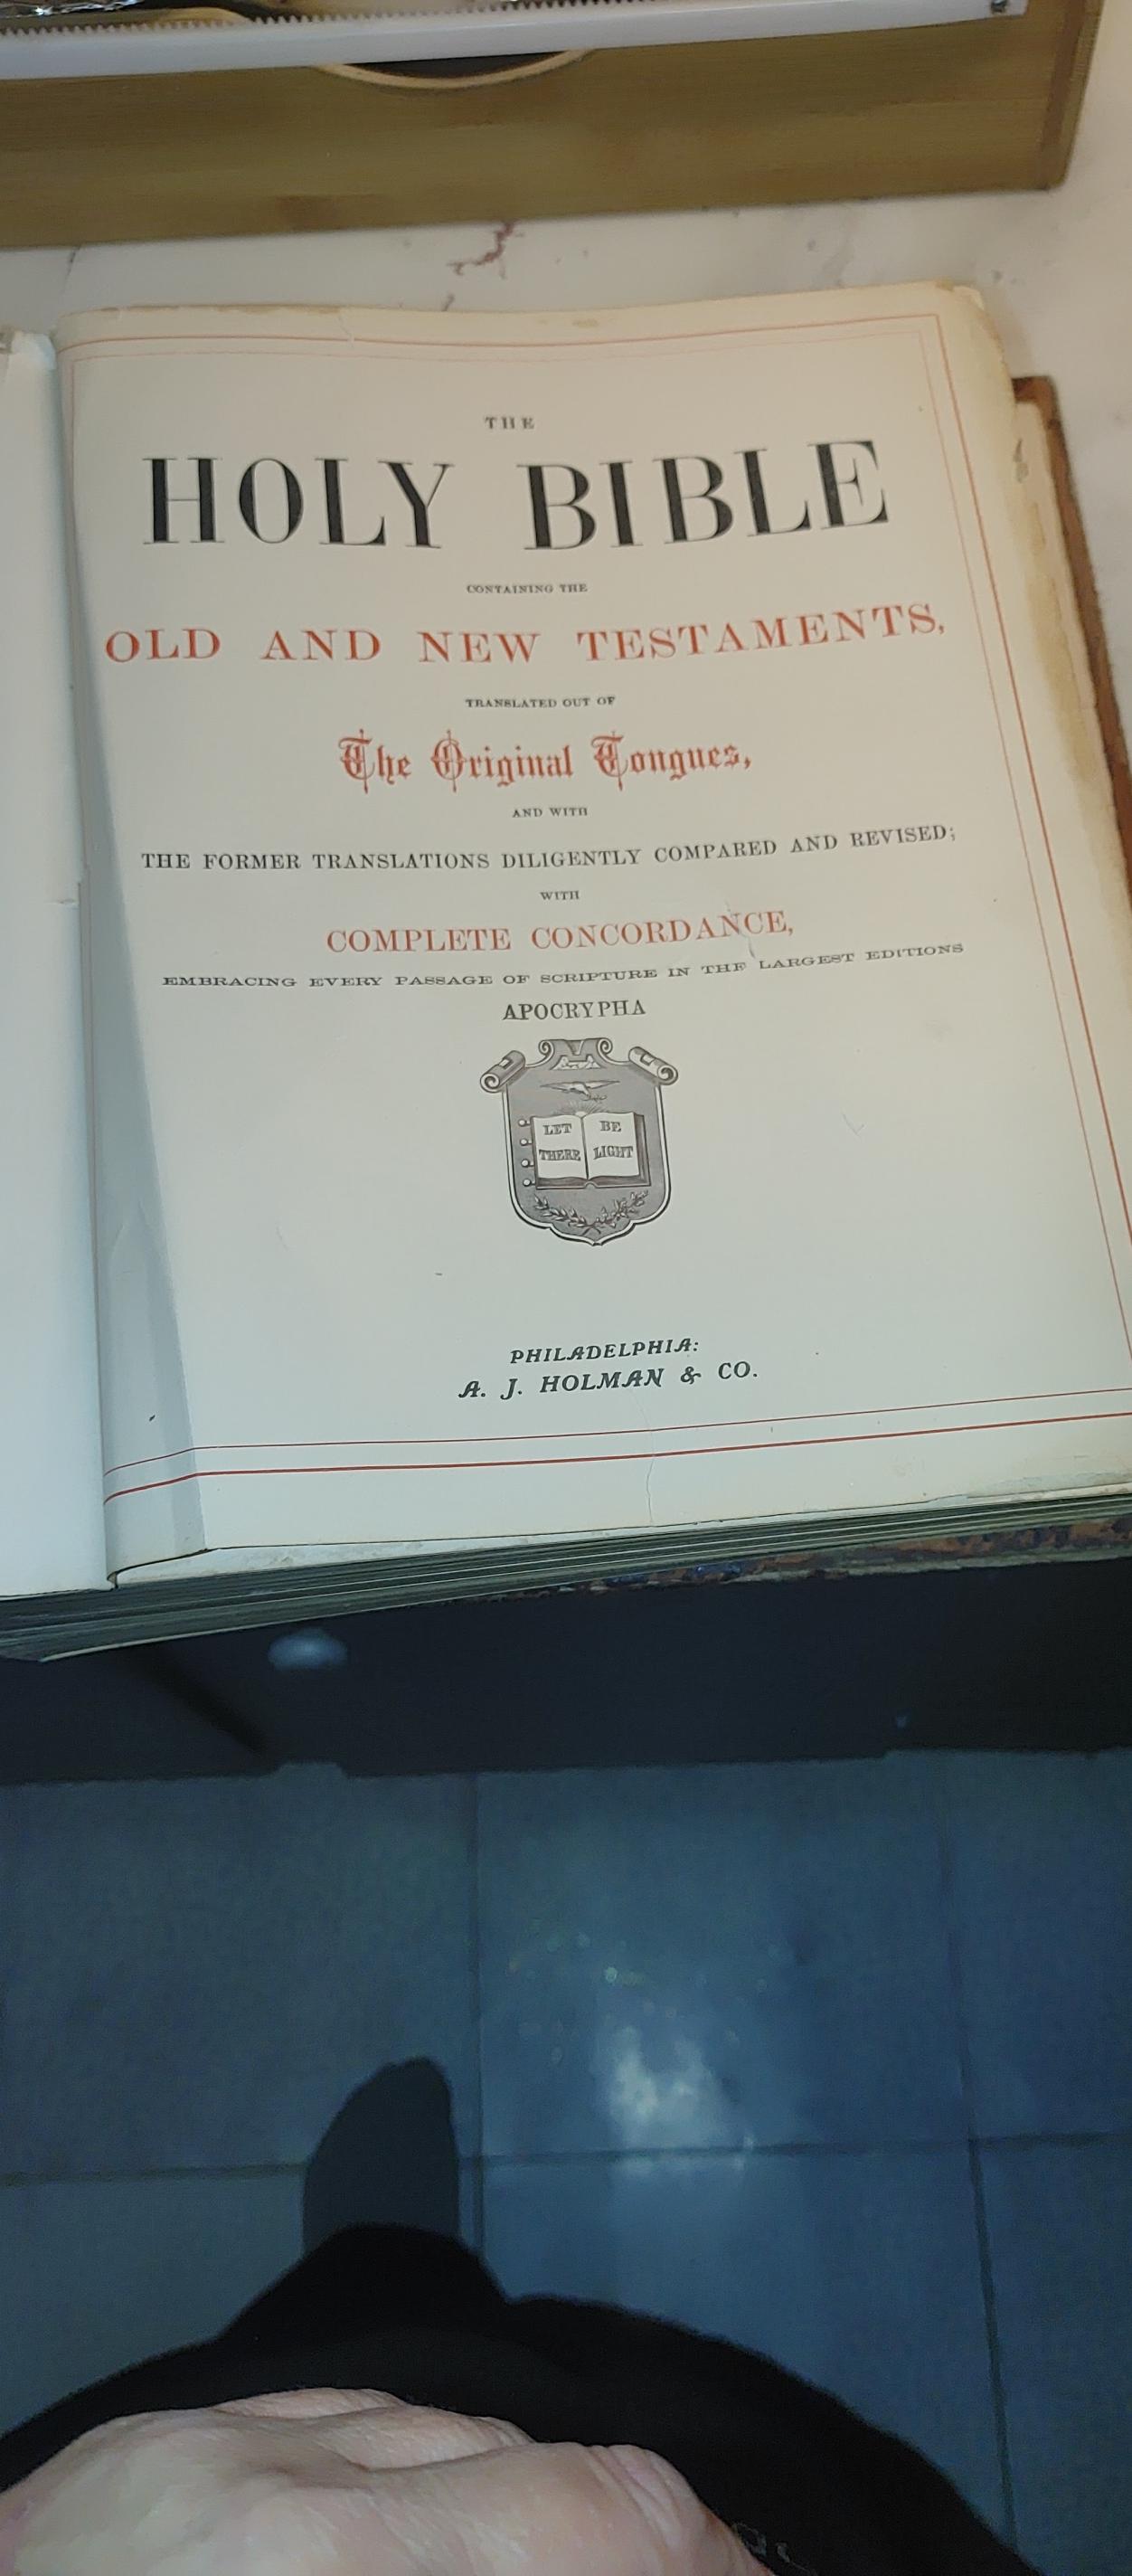 THE
HOLY BIBLE
CONTAINING THE
OLD AND NEW TESTAMENTS,
TRANSLATED OUT OF
The Original Tongues,
AND WITH
THE FORMER TRANSLATIONS DILIGENTLY COMPARED AND REVISED;
WITH
COMPLETE CONCORDANCE,
EMBRACING EVERY PASSAGE OF SCRIPTURE IN THE LARGEST EDITIONS
APOCRYPHA
LET BE
THERE LIGHT
PHILADELPHIA:
A. J. HOLMAN & CO.